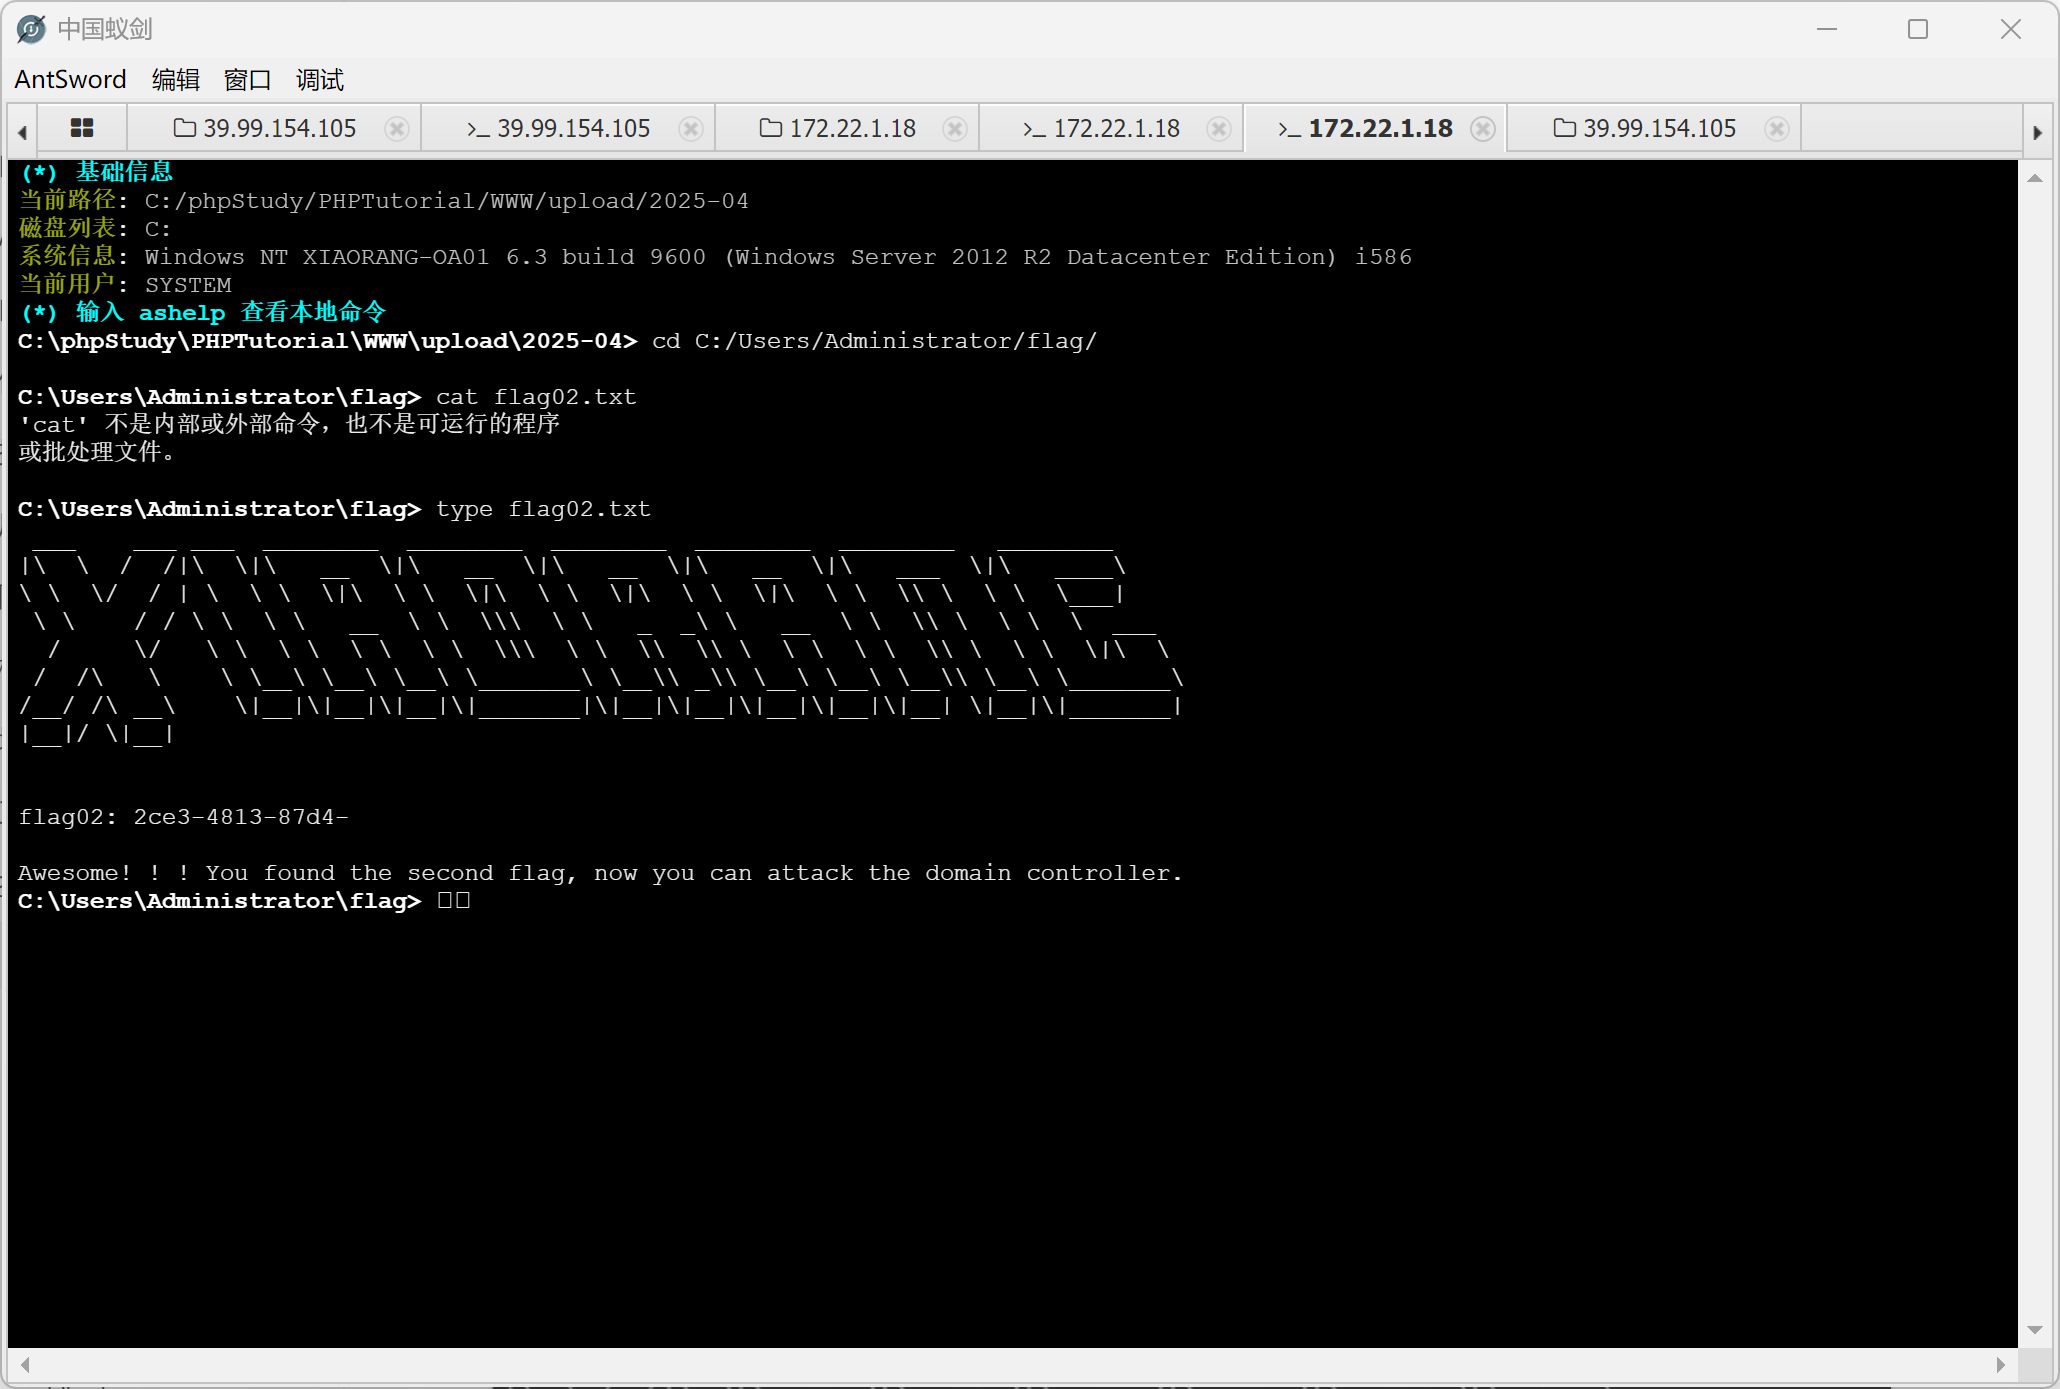 中国蚁剑
AntSword 编辑 窗口 调试
39.99.154.105 >_ 39.99.154.105 172.22.1.18 >_ 172.22.1.18 >_ 172.22.1.18 39.99.154.105
(*) 基础信息
当前路径: C:/phpStudy/PHPTutorial/WWW/upload/2025-04
磁盘列表: C:
系统信息: Windows NT XIAORANG-OA01 6.3 build 9600 (Windows Server 2012 R2 Datacenter Edition) i586
当前用户: SYSTEM
(*) 输入 ashelp 查看本地命令
C:\phpStudy\PHPTutorial\WWW\upload\2025-04> cd C:/Users/Administrator/flag/
C:\Users\Administrator\flag> cat flag02.txt
'cat' 不是内部或外部命令，也不是可运行的程序
或批处理文件。
C:\Users\Administrator\flag> type flag02.txt
XIAORANG
flag02: 2ce3-4813-87d4-
Awesome! ! ! You found the second flag, now you can attack the domain controller.
C:\Users\Administrator\flag>